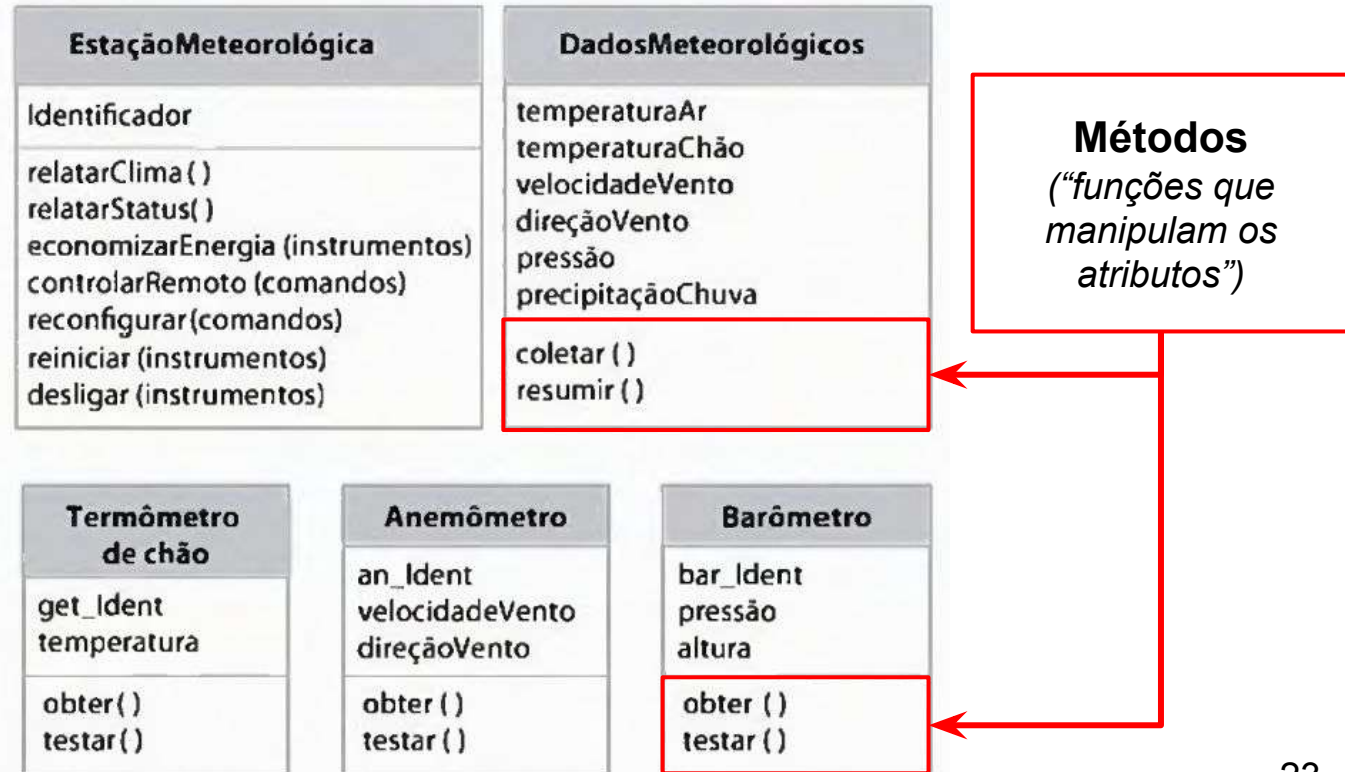 EstaçãoMeteorológica
Identificador
relatarClima ( )
relatarStatus( )
economizarEnergia (instrumentos)
controlarRemoto (comandos)
reconfigurar (comandos)
reiniciar (instrumentos)
desligar (instrumentos)
DadosMeteorológicos
temperaturaAr
temperaturaChão
velocidadeVento
direçãoVento
pressão
precipitaçãoChuva
coletar ( )
resumir ( )
Métodos
(“funções que
manipulam os
atributos”)
Termômetro
de chão
get_Ident
temperatura
obter( )
testar( )
Anemômetro
an_Ident
velocidadeVento
direçãoVento
obter ( )
testar ( )
Barômetro
bar_Ident
pressão
altura
obter ( )
testar ( )